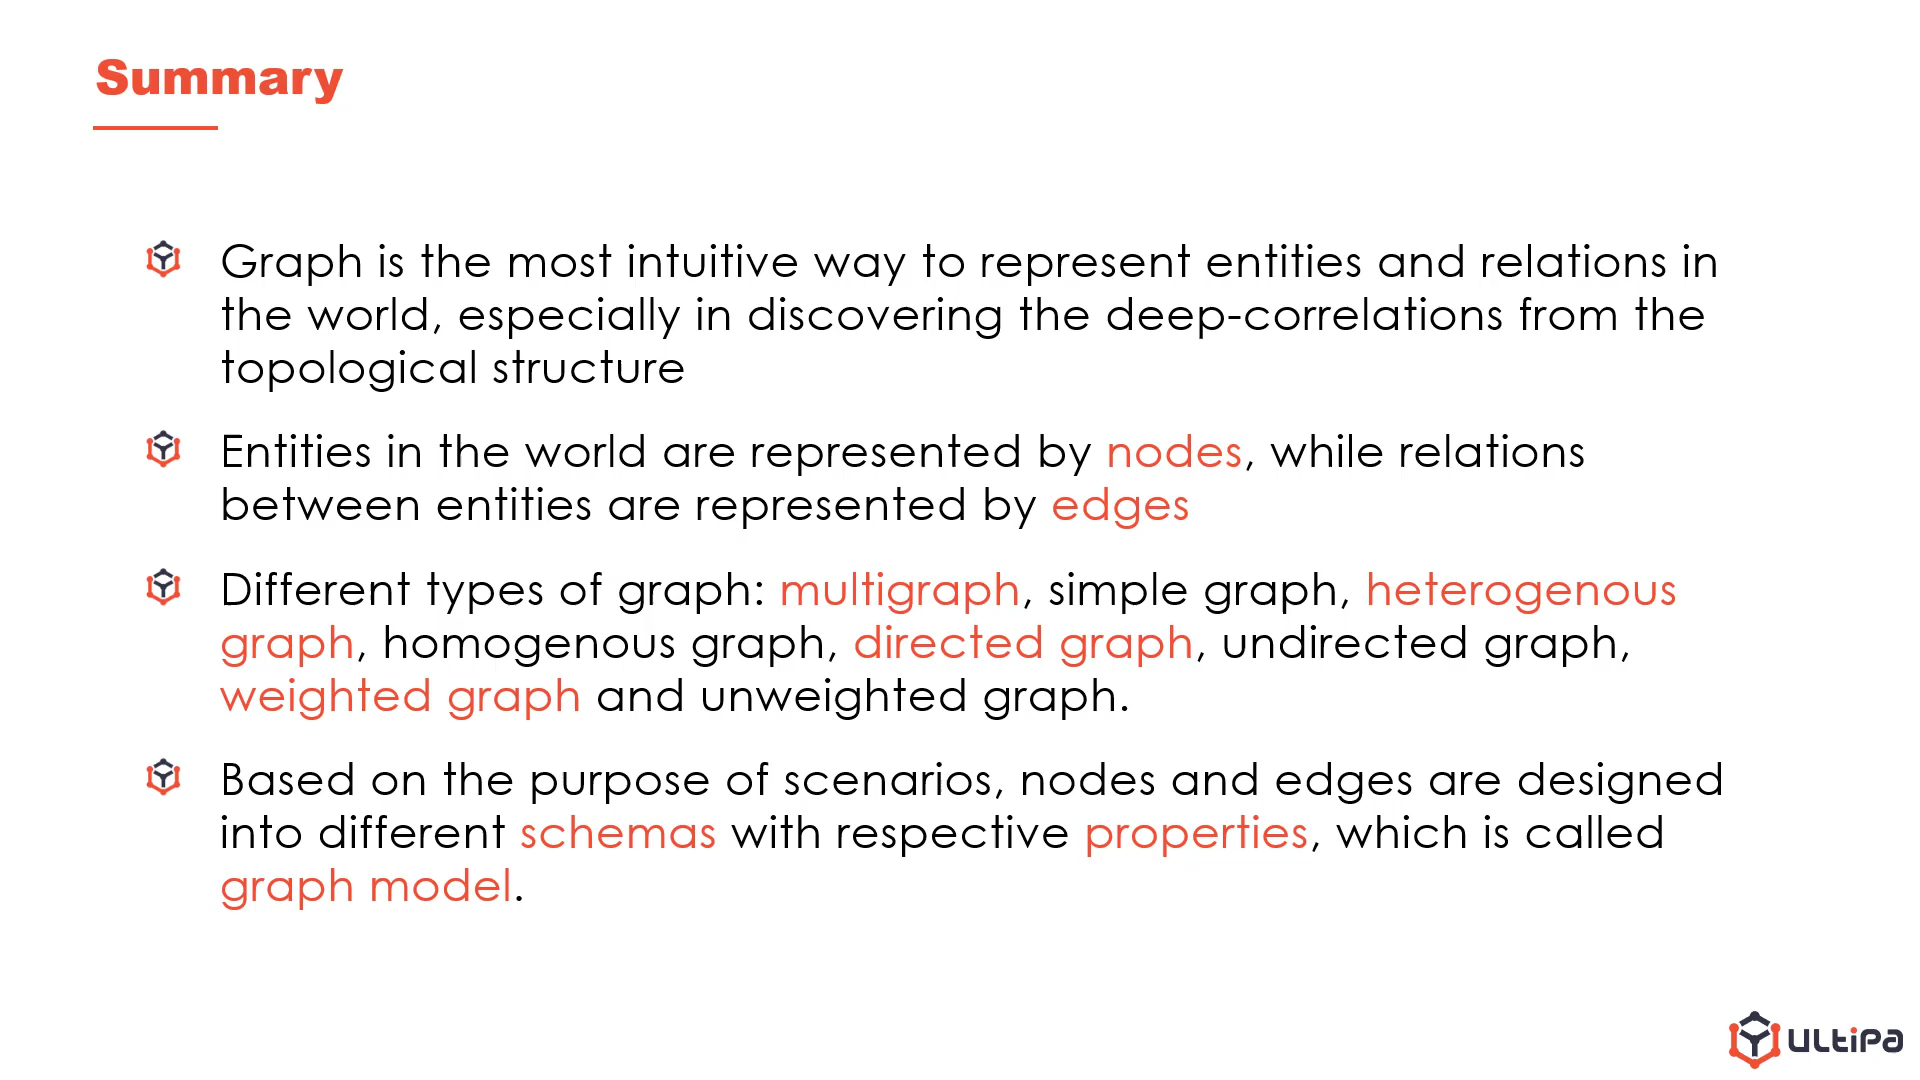 Summary
Graph is the most intuitive way to represent entities and relations in
the world, especially in discovering the deep-correlations from the
topological structure
Entities in the world are represented by nodes, while relations
between entities are represented by edges
Different types of graph: multigraph, simple graph, heterogenous
graph, homogenous graph, directed graph, undirected graph,
weighted graph and unweighted graph.
Based on the purpose of scenarios, nodes and edges are designed
into different schemas with respective properties, which is called
graph model.
ULTIPA